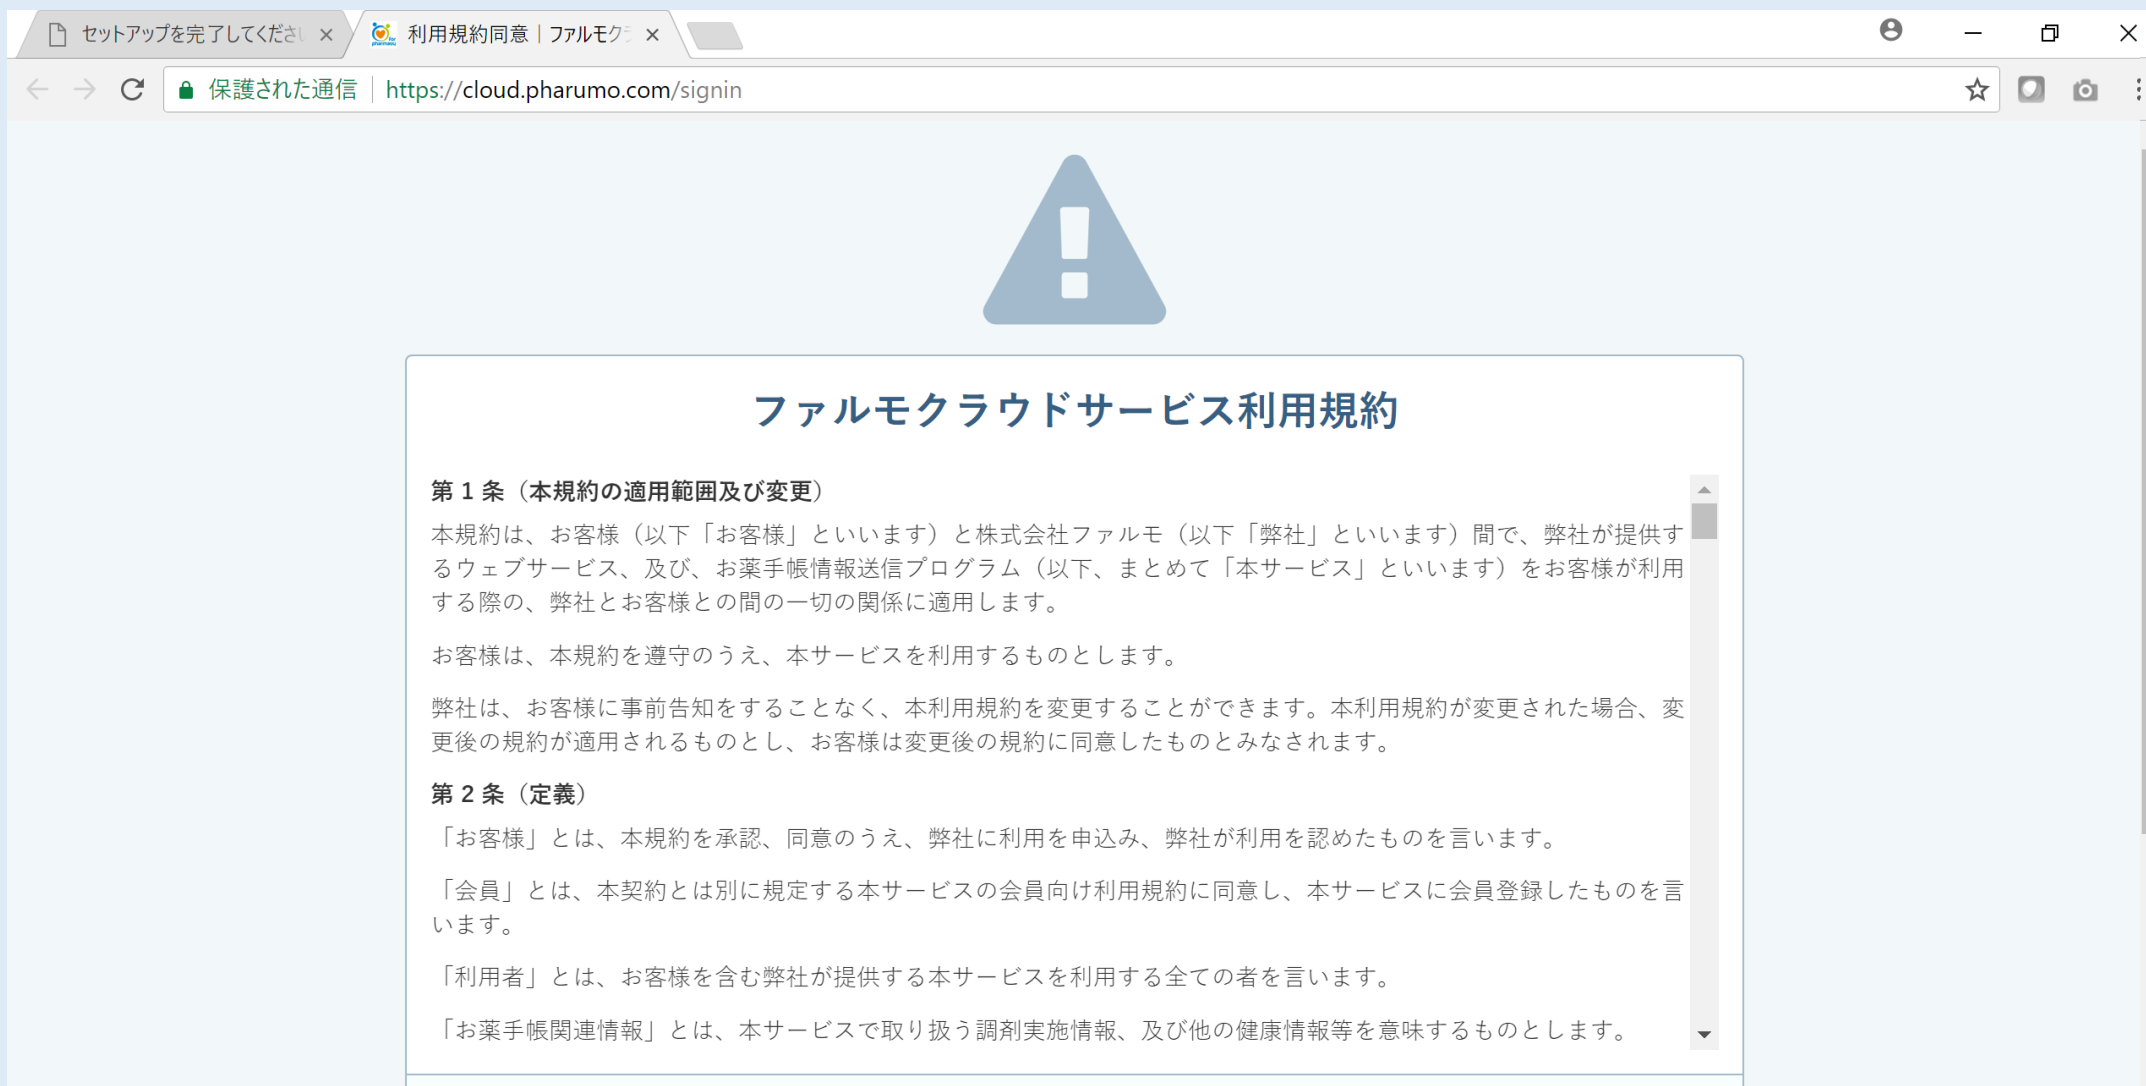 セットアップを完了してくださ
利用規約同意 | ファルモク
保護された通信 https://cloud.pharumo.com/signin
ファルモクラウドサービス利用規約
第 1 条（本規約の適用範囲及び変更）
本規約は、お客様（以下「お客様」といいます）と株式会社ファルモ（以下「弊社」といいます）間で、弊社が提供す
るウェブサービス、及び、お薬手帳情報送信プログラム（以下、まとめて「本サービス」といいます）をお客様が利用
する際の、弊社とお客様との間の一切の関係に適用します。
お客様は、本規約を遵守のうえ、本サービスを利用するものとします。
弊社は、お客様に事前告知をすることなく、本利用規約を変更することができます。本利用規約が変更された場合、変
更後の規約が適用されるものとし、お客様は変更後の規約に同意したものとみなされます。
第 2 条（定義）
「お客様」とは、本規約を承認、同意のうえ、弊社に利用を申込み、弊社が利用を認めたものを言います。
「会員」とは、本契約とは別に規定する本サービスの会員向け利用規約に同意し、本サービスに会員登録したものを言
います。
「利用者」とは、お客様を含む弊社が提供する本サービスを利用する全ての者を言います。
「お薬手帳関連情報」とは、本サービスで取り扱う調剤実施情報、及び他の健康情報等を意味するものとします。